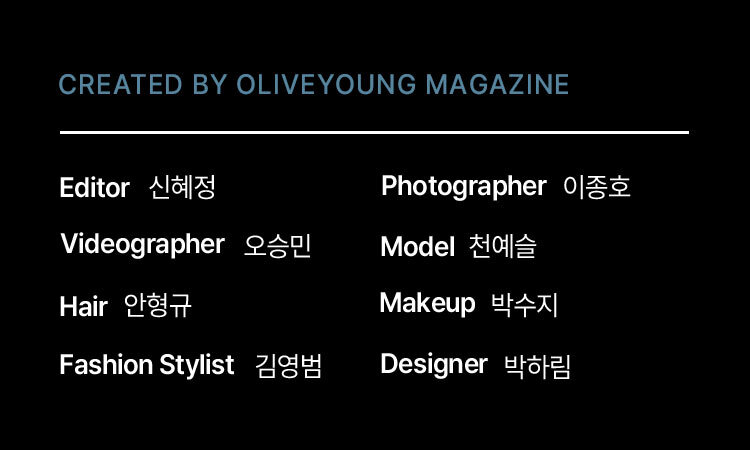 CREATED BY OLIVEYOUNG MAGAZINE
Editor 신혜정 Photographer 이종호
Videographer 오승민 Model 천예슬
Hair 안형규 Makeup 박수지
Fashion Stylist 김영범 Designer 박하림